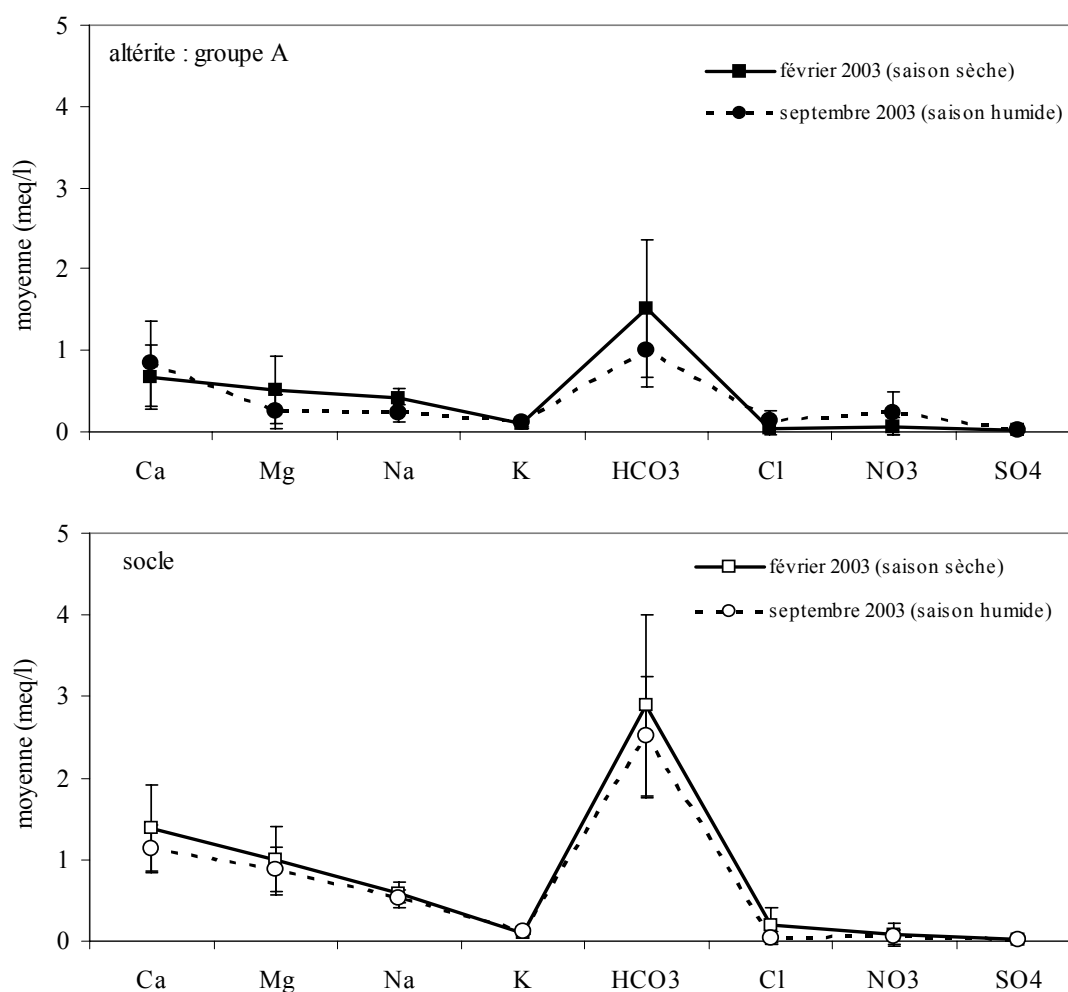 altérite : groupe A
février 2003 (saison sèche)
septembre 2003 (saison humide)
moyenne (meq/l)
5
4
3
2
1
0
Ca Mg Na K HCO3 Cl NO3 SO4
socle
février 2003 (saison sèche)
septembre 2003 (saison humide)
moyenne (meq/l)
5
4
3
2
1
0
Ca Mg Na K HCO3 Cl NO3 SO4